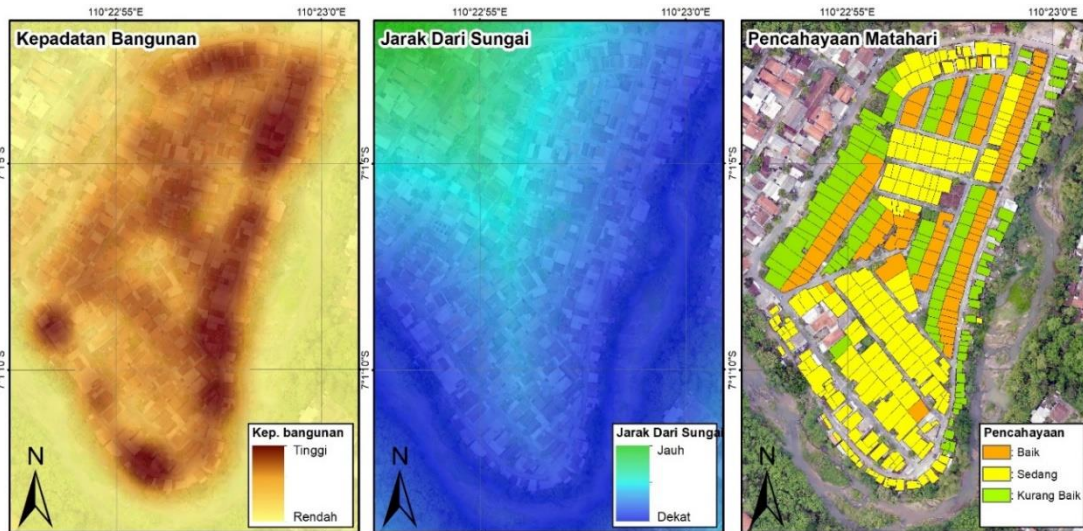 110°22'55"E
110°23'0"E
Kepadatan Bangunan
7°1'5"S
7°1'10"S
N
Kep. bangunan
Tinggi
Rendah
110°22'55"E
110°23'0"E
Jarak Dari Sungai
7°1'5"S
7°1'10"S
N
Jarak Dari Sungai
Jauh
Dekat
110°22'55"E
110°23'0"E
Pencahayaan Matahari
7°1'5"S
7°1'10"S
N
Pencahayaan
: Baik
: Sedang
: Kurang Baik